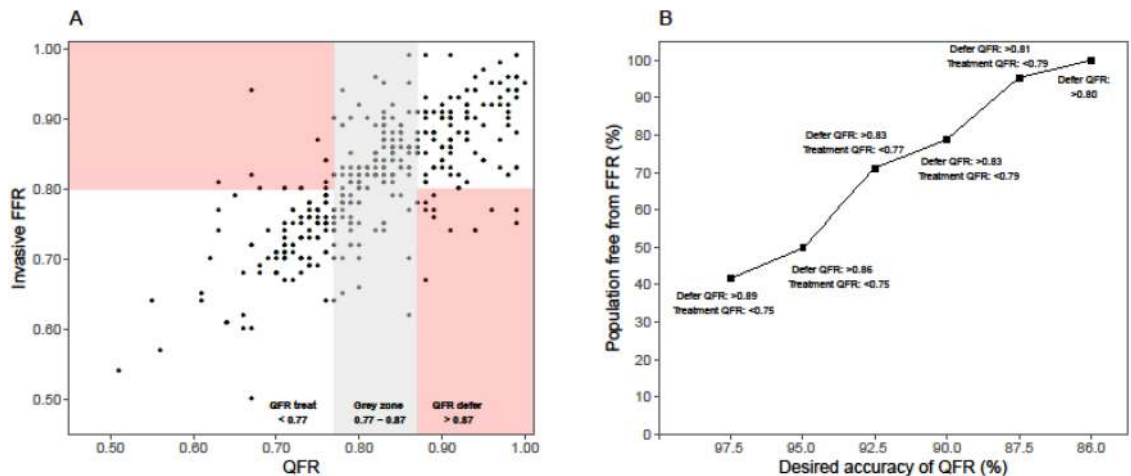 A
1.00
0.90
0.80
0.70
0.60
0.50
Invasive FFR
QFR treat
< 0.77
Grey zone
0.77 – 0.87
QFR defer
> 0.87
0.50 0.60 0.70 0.80 0.90 1.00
QFR
B
100
90
80
70
60
50
40
30
20
10
0
Population free from FFR (%)
Defer QFR: >0.81
Treatment QFR: <0.79
Defer QFR:
>0.80
Defer QFR: >0.83
Treatment QFR: <0.77
Defer QFR: >0.83
Treatment QFR: <0.79
Defer QFR: >0.86
Treatment QFR: <0.75
Defer QFR: >0.89
Treatment QFR: <0.75
97.5 95.0 92.5 90.0 87.5 86.0
Desired accuracy of QFR (%)